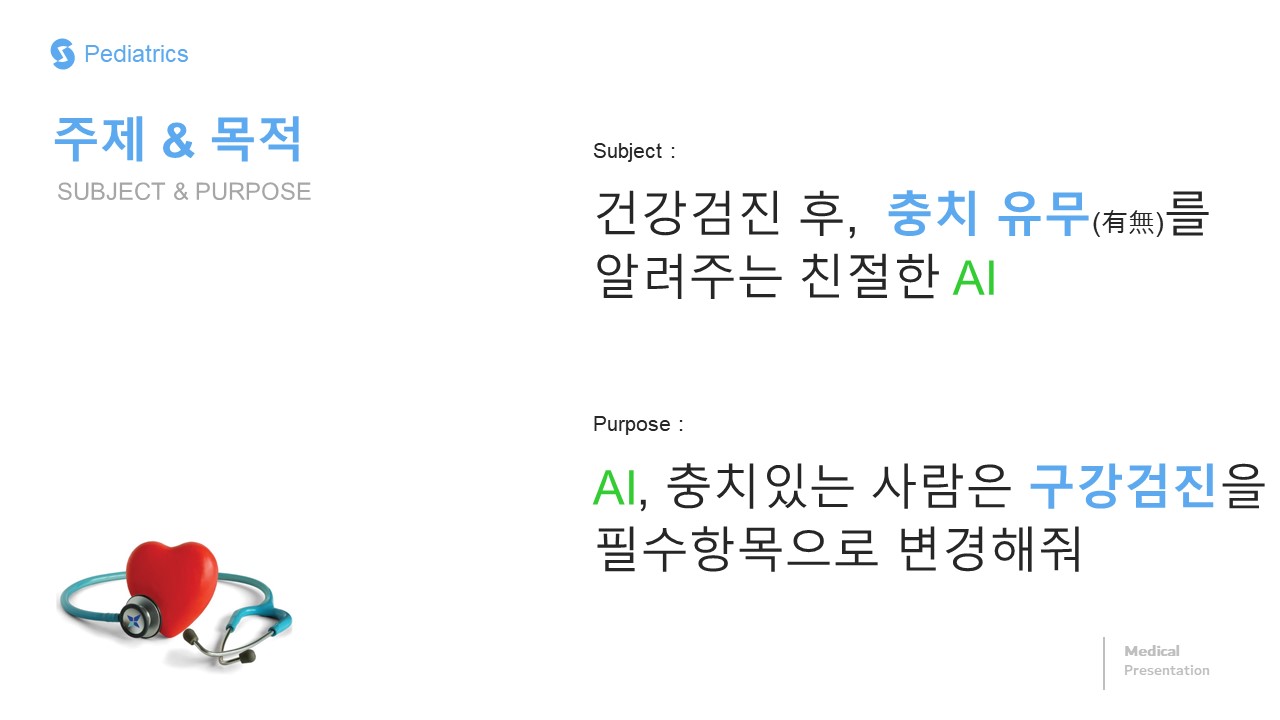 Pediatrics
주제 & 목적
SUBJECT & PURPOSE
Subject :
건강검진 후, 충치 유무(有無)를
알려주는 친절한 AI
Purpose :
AI, 충치있는 사람은 구강검진을
필수항목으로 변경해줘
Medical
Presentation